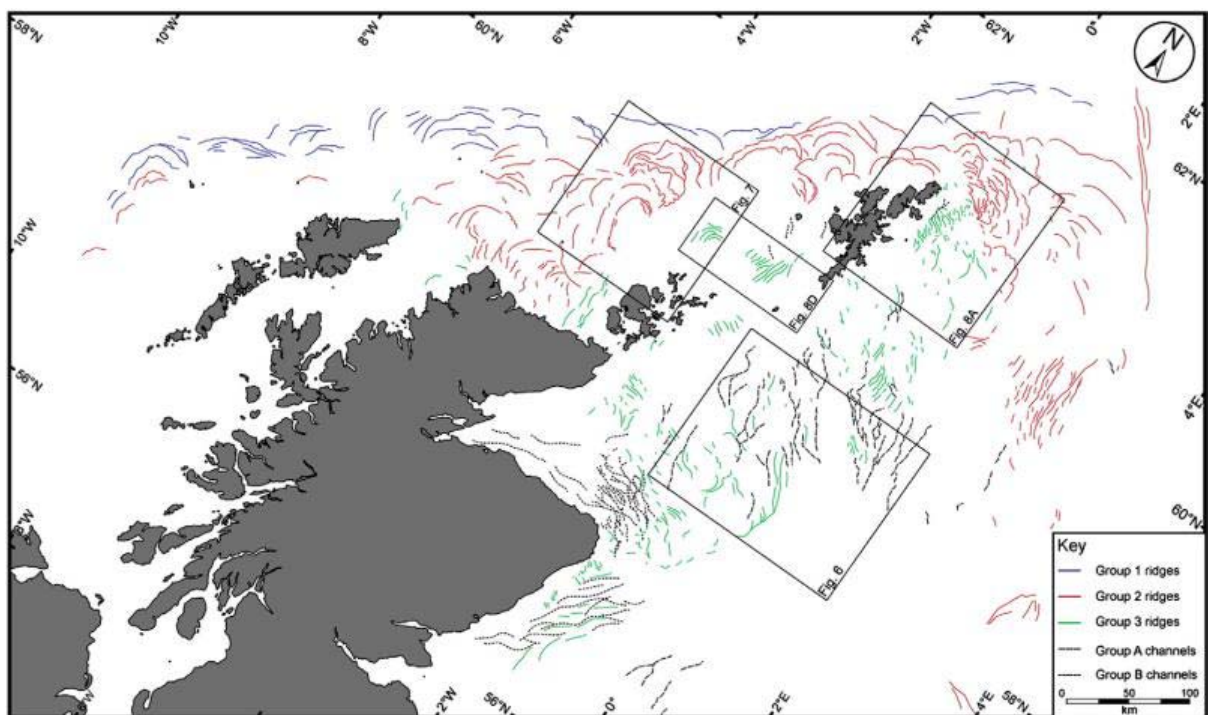 58°N
10°W
8°W
60°N
6°W
4°W
2°W
62°N
0°
N
2°E
62°N
Fig. 7
10°W
Fig. 8D
Fig. 8A
56°N
4°E
8°W
60°N
Fig. 6
Key
Group 1 ridges
Group 2 ridges
Group 3 ridges
Group A channels
Group B channels
0 50 100
km
2°W
56°N
0°
2°E
4°E
58°N